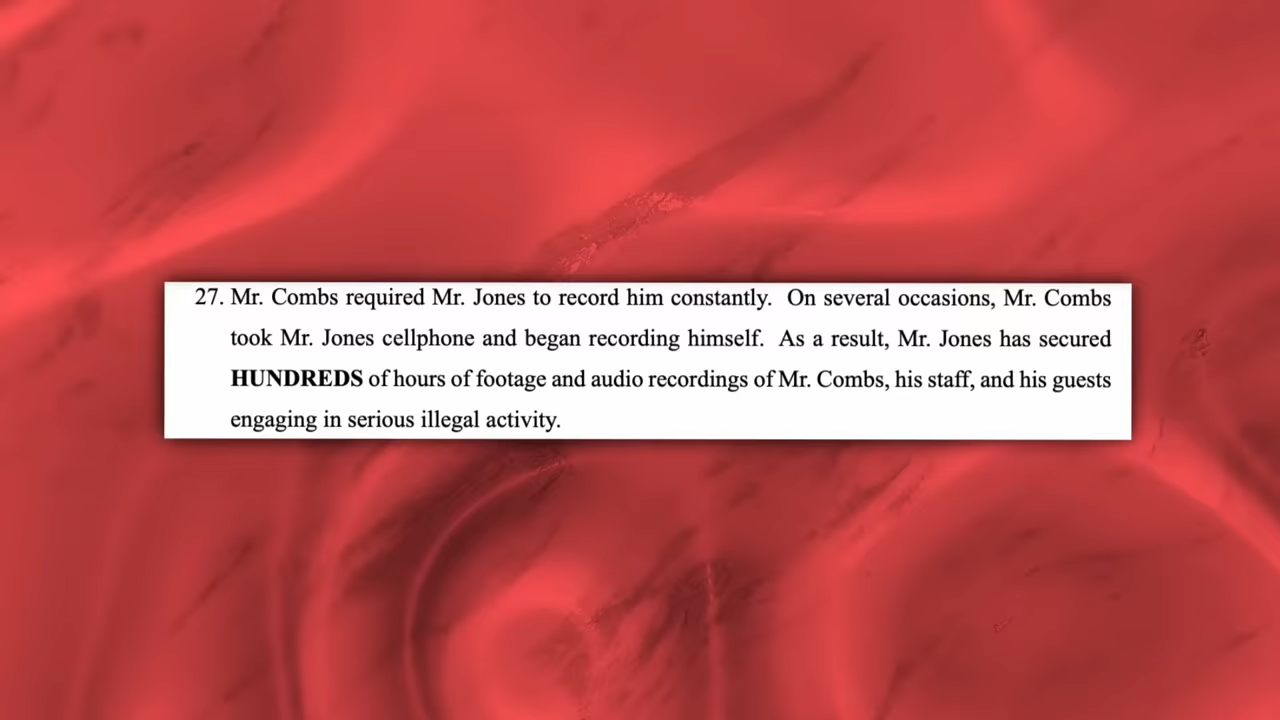 27. Mr. Combs required Mr. Jones to record him constantly. On several occasions, Mr. Combs
took Mr. Jones cellphone and began recording himself. As a result, Mr. Jones has secured
HUNDREDS of hours of footage and audio recordings of Mr. Combs, his staff, and his guests
engaging in serious illegal activity.